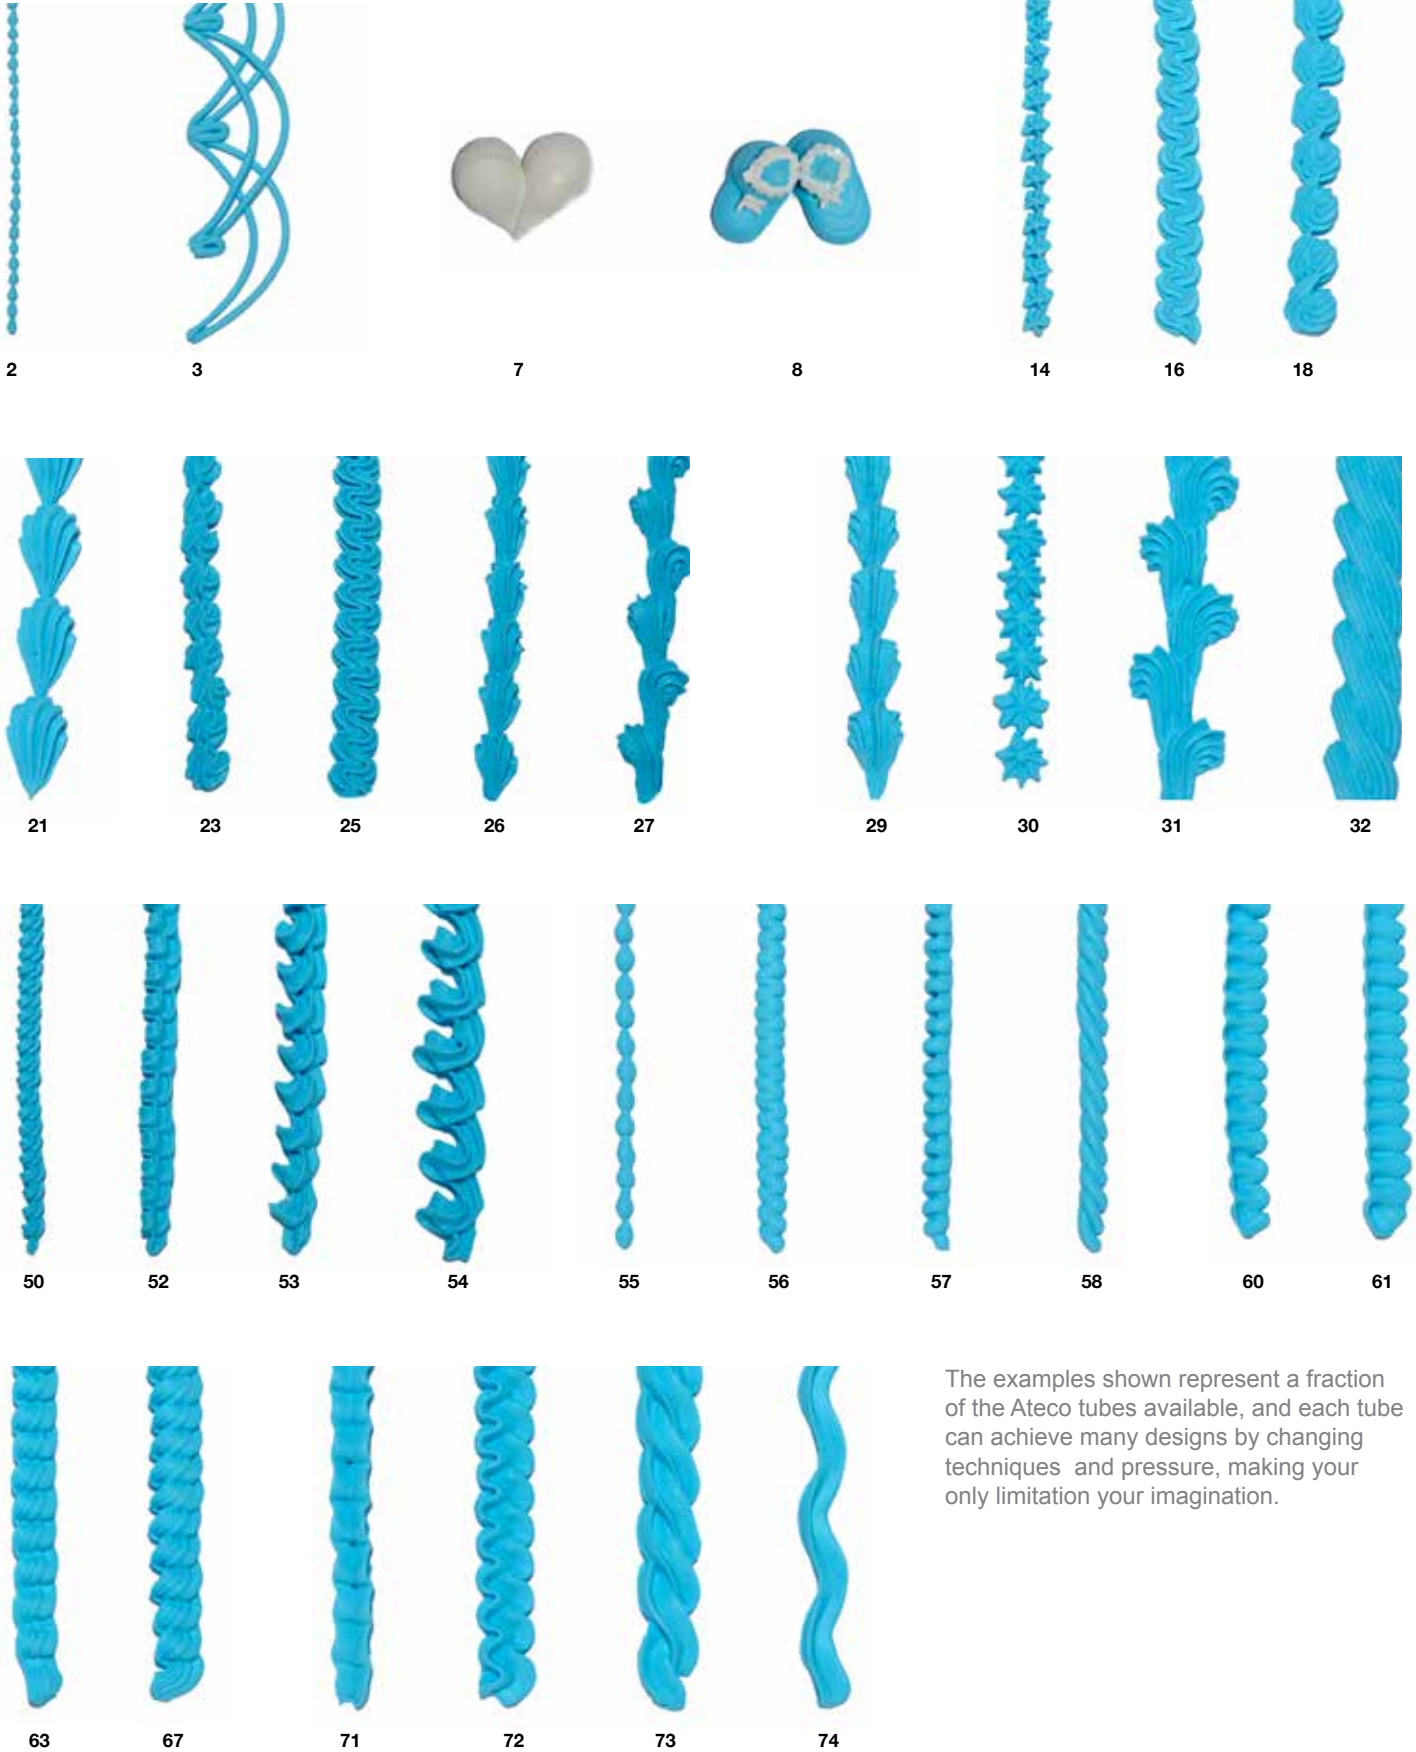 2 3 7 8 14 16 18
21 23 25 26 27 29 30 31 32
50 52 53 54 55 56 57 58 60 61
The examples shown represent a fraction
of the Ateco tubes available, and each tube
can achieve many designs by changing
techniques  and pressure, making your
only limitation your imagination.
63 67 71 72 73 74